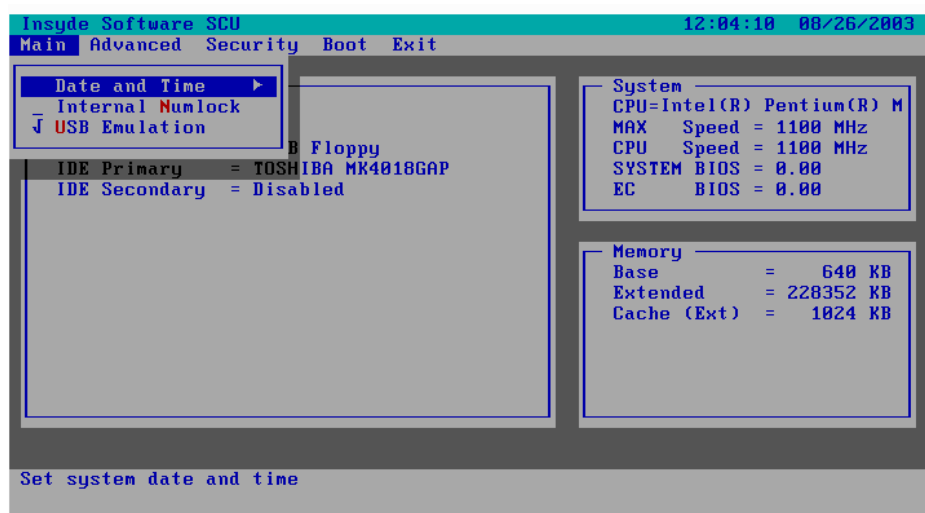 Insyde Software SCU 12:04:10 08/26/2003
Main Advanced Security Boot Exit
Date and Time ►
_ Internal Numlock
√ USB Emulation
B Floppy
IDE Primary = TOSHIBA MK4018GAP
IDE Secondary = Disabled
System
CPU=Intel(R) Pentium(R) M
MAX Speed = 1100 MHz
CPU Speed = 1100 MHz
SYSTEM BIOS = 0.00
EC BIOS = 0.00
Memory
Base = 640 KB
Extended = 228352 KB
Cache (Ext) = 1024 KB
Set system date and time